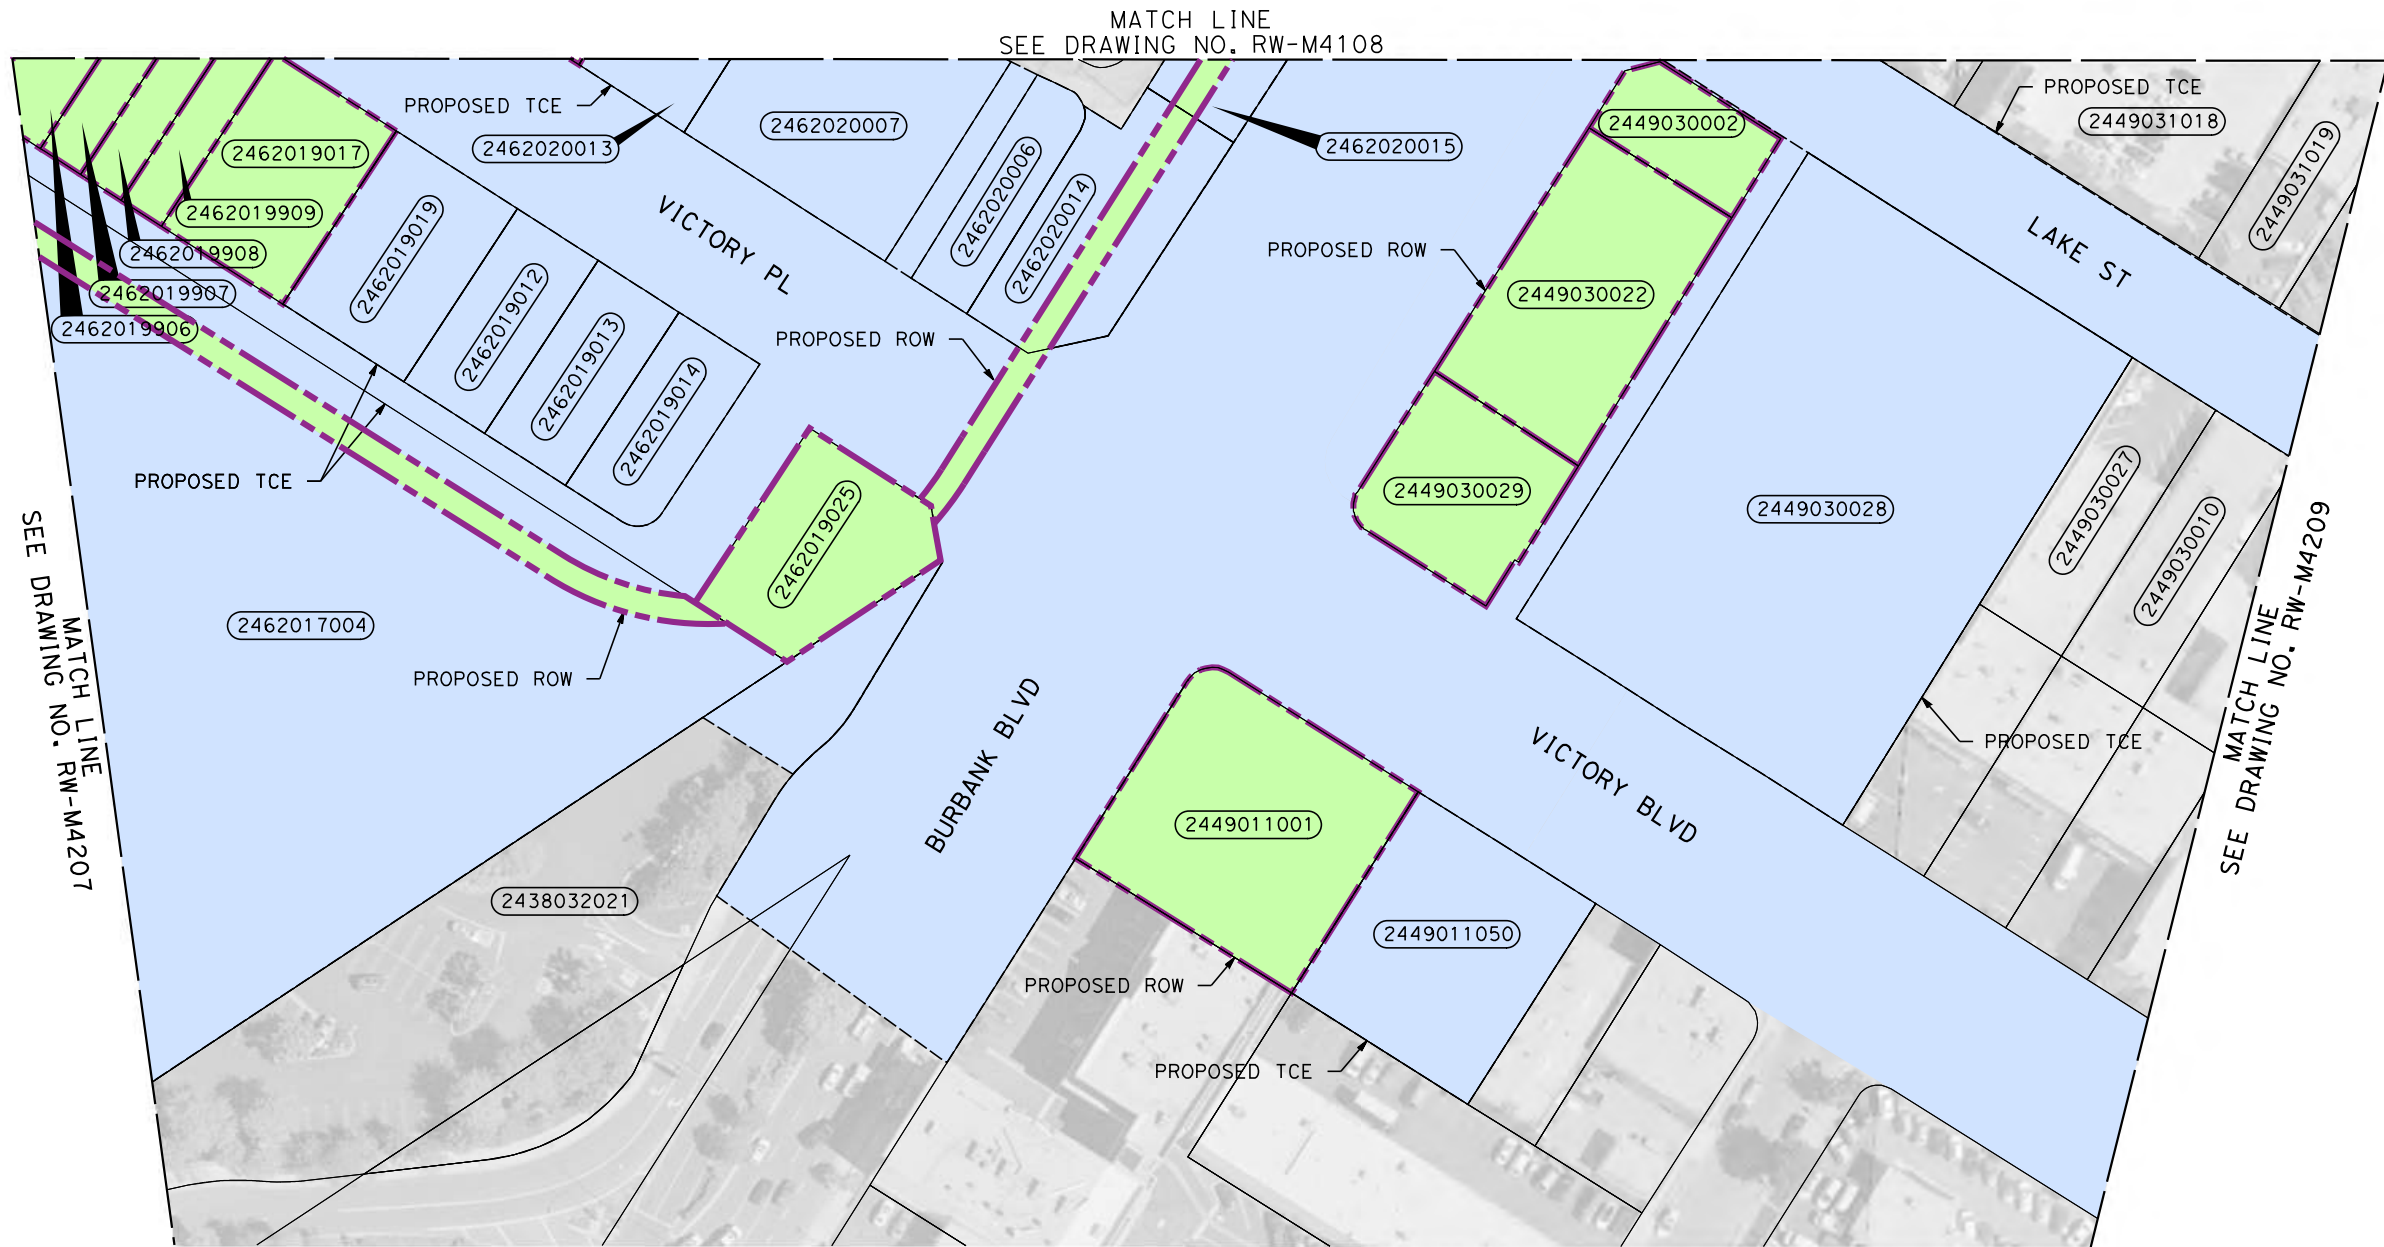 MATCH LINE
SEE DRAWING NO. RW-M4108
PROPOSED TCE
2462020013
2462020007
2462020006
2462020014
2462020015
2449030002
PROPOSED TCE
2449031018
2449031019
2462019017
2462019909
2462019908
2462019907
2462019906
2462019019
2462019012
2462019013
2462019014
VICTORY PL
PROPOSED ROW
PROPOSED ROW
2449030022
LAKE ST
PROPOSED TCE
2462019025
2449030029
2449030028
2449030027
2449030010
MATCH LINE
SEE DRAWING NO. RW-M4207
2462017004
PROPOSED ROW
BURBANK BLVD
VICTORY BLVD
PROPOSED TCE
MATCH LINE
SEE DRAWING NO. RW-M4209
2449011001
2438032021
2449011050
PROPOSED ROW
PROPOSED TCE